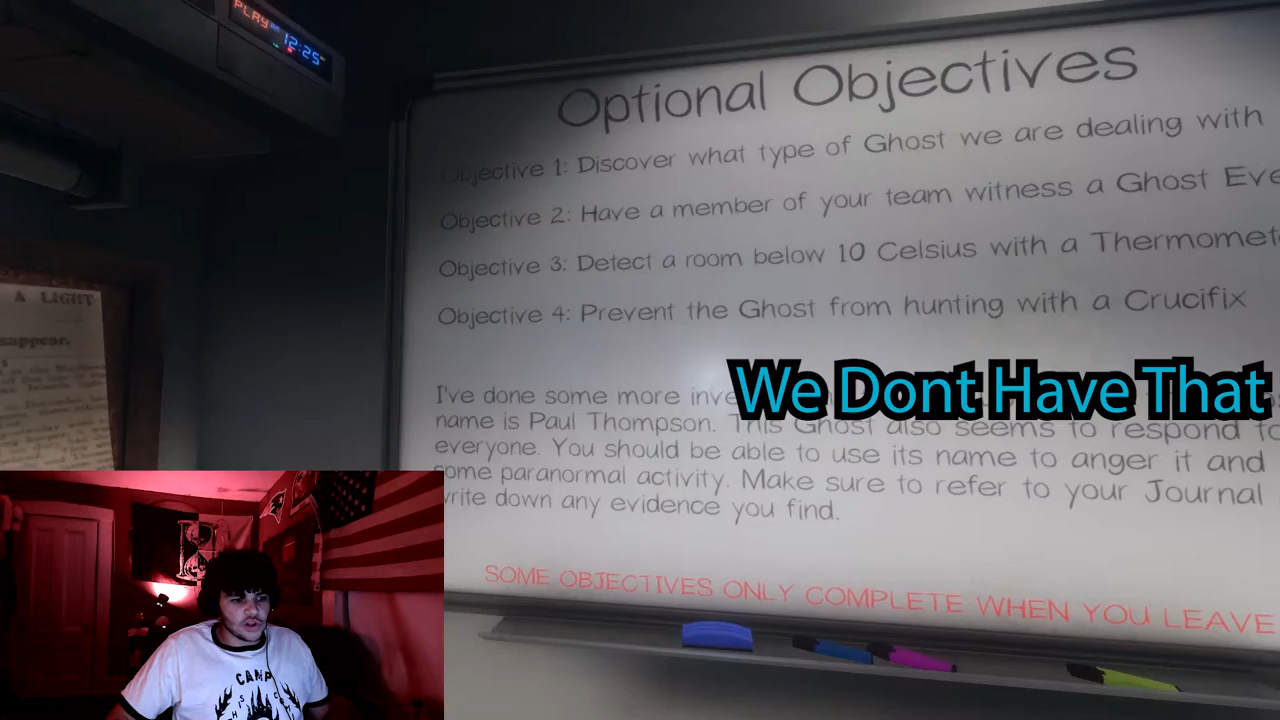 PLAY
12:25
Optional Objectives
Objective 1: Discover what type of Ghost we are dealing with
Objective 2: Have a member of your team witness a Ghost Eve
Objective 3: Detect a room below 10 Celsius with a Thermomet
Objective 4: Prevent the Ghost from hunting with a Crucifix
A LIGHT
sappear.
We Dont Have That
I've done some more inve
name is Paul Thompson. This Ghost also seems to respond to
everyone. You should be able to use its name to anger it and
some paranormal activity. Make sure to refer to your Journal
write down any evidence you find.
SOME OBJECTIVES ONLY COMPLETE WHEN YOU LEAVE
CAMP